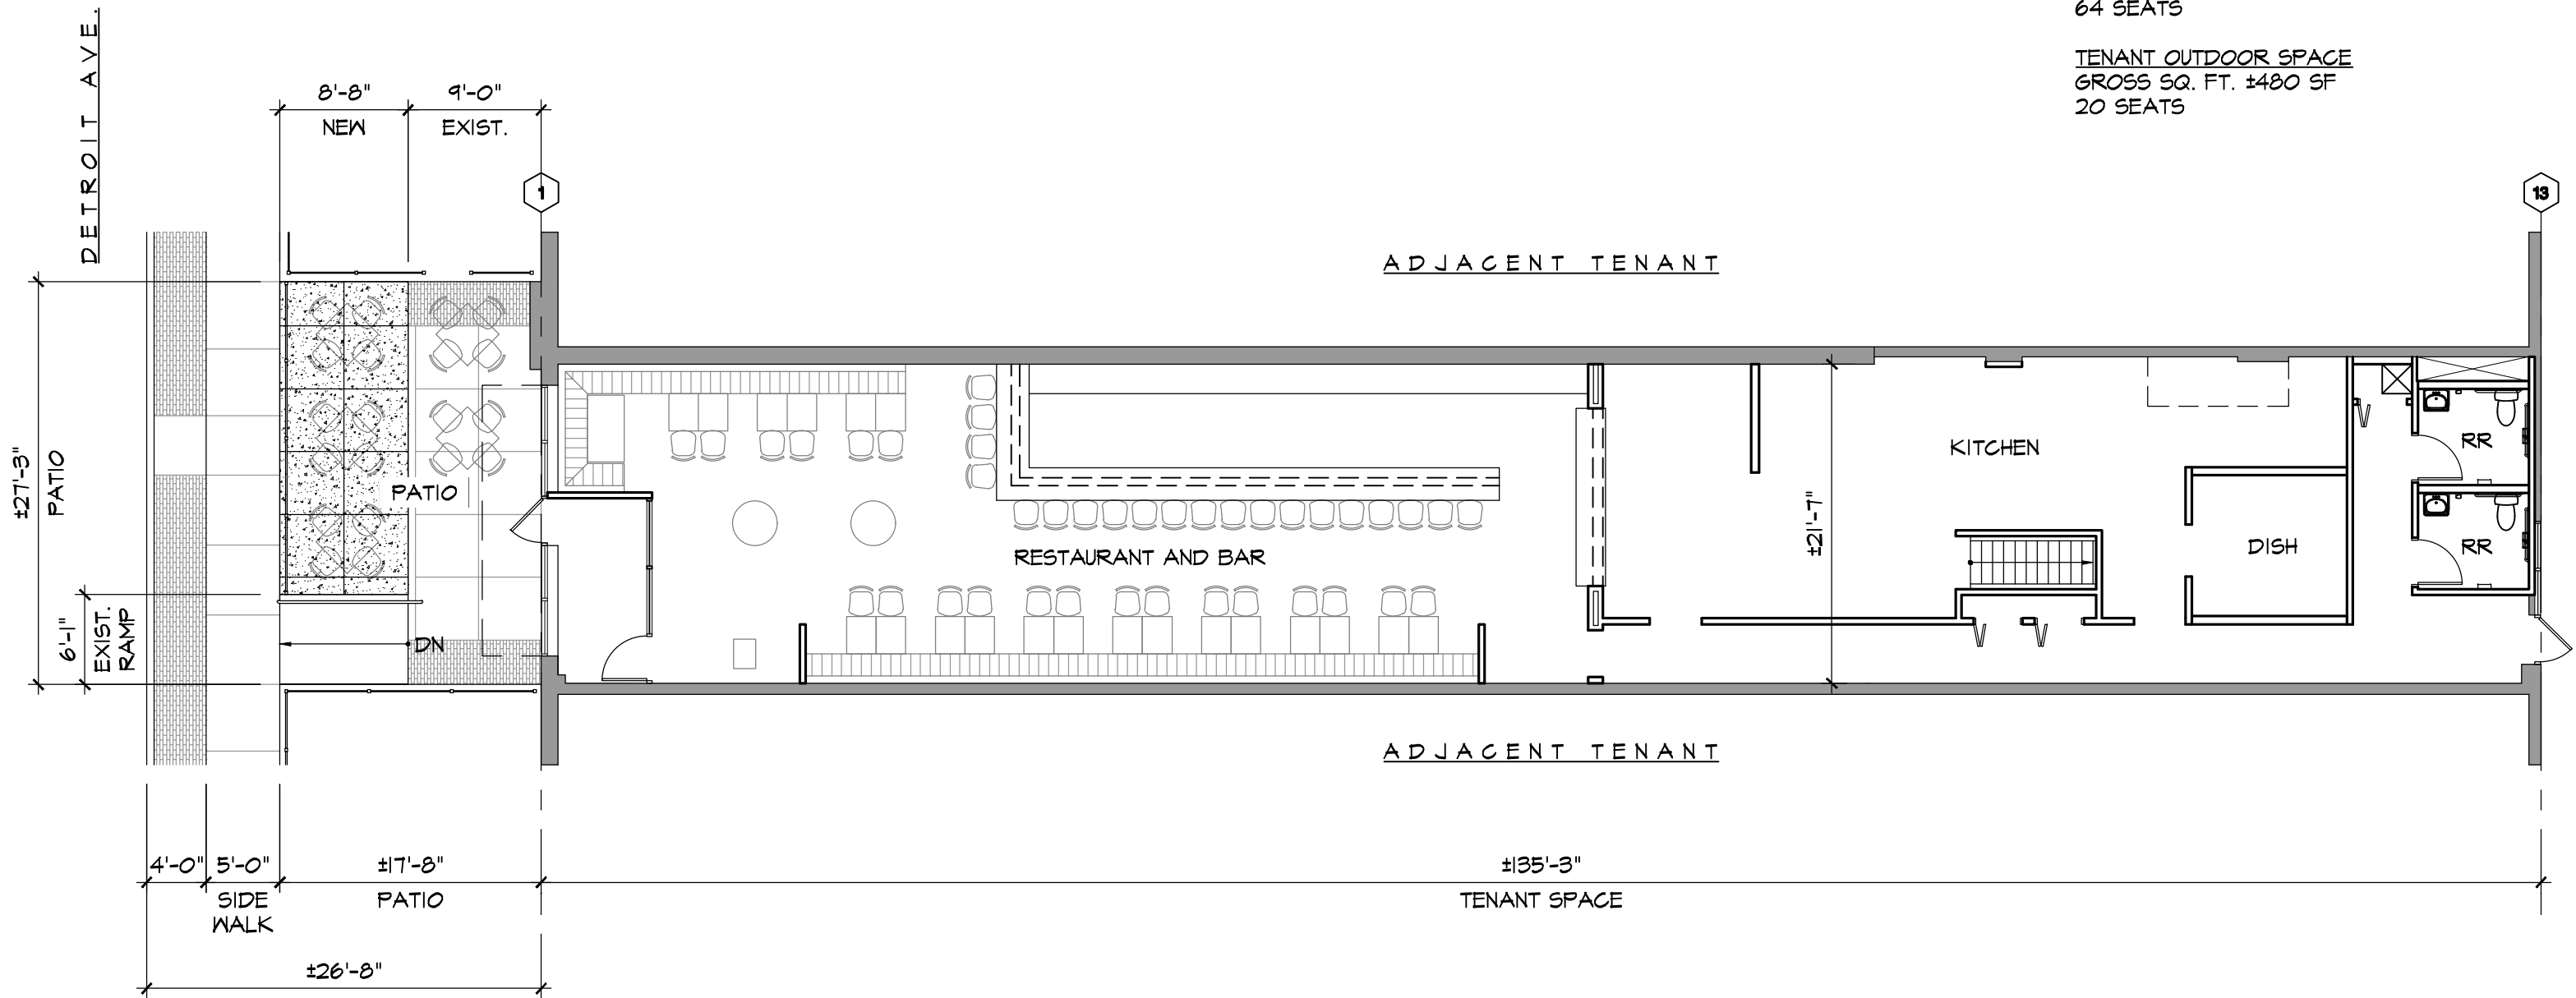 64 SEATS
TENANT OUTDOOR SPACE
GROSS SQ. FT. ±480 SF
20 SEATS
DETROIT AVE.
8'-8"
9'-0"
NEW
EXIST.
1
13
ADJACENT TENANT
±27'-3"
PATIO
PATIO
6'-1"
EXIST.
RAMP
DN
RESTAURANT AND BAR
±21'-7"
KITCHEN
DISH
RR
RR
ADJACENT TENANT
4'-0"
5'-0"
±17'-8"
±135'-3"
SIDE
WALK
PATIO
TENANT SPACE
±26'-8"